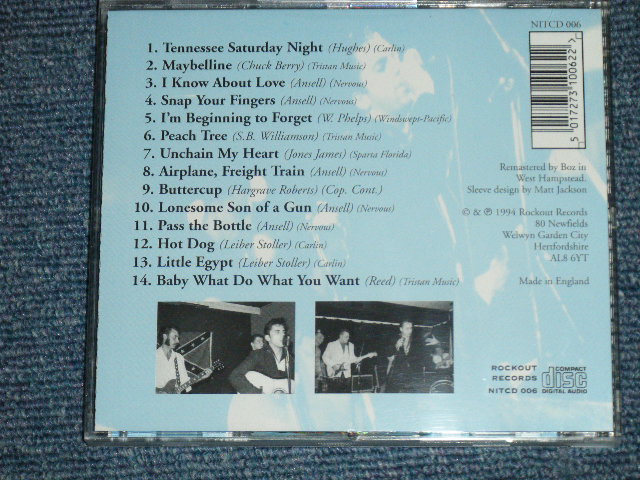 NITCD 006
1. Tennessee Saturday Night (Hughes) (Carlin)
2. Maybelline (Chuck Berry) (Tristan Music)
3. I Know About Love (Ansell) (Nervous)
4. Snap Your Fingers (Ansell) (Nervous)
5. I'm Beginning to Forget (W. Phelps) (Windswept-Pacific)
6. Peach Tree (S.B. Williamson) (Tristan Music)
7. Unchain My Heart (Jones James) (Sparta Florida)
8. Airplane, Freight Train (Ansell) (Nervous)
9. Buttercup (Hargrave Roberts) (Cop. Cont.)
10. Lonesome Son of a Gun (Ansell) (Nervous)
11. Pass the Bottle (Ansell) (Nervous)
12. Hot Dog (Leiber Stoller) (Carlin)
13. Little Egypt (Leiber Stoller) (Carlin)
14. Baby What Do What You Want (Reed) (Tristan Music)
5 017273 100622
Remastered by Boz in
West Hampstead.
Sleeve design by Matt Jackson
© & ℗ 1994 Rockout Records
80 Newfields
Welwyn Garden City
Hertfordshire
AL8 6YT
Made in England
ROCKOUT
RECORDS
NITCD 006
COMPACT
disc
DIGITAL AUDIO